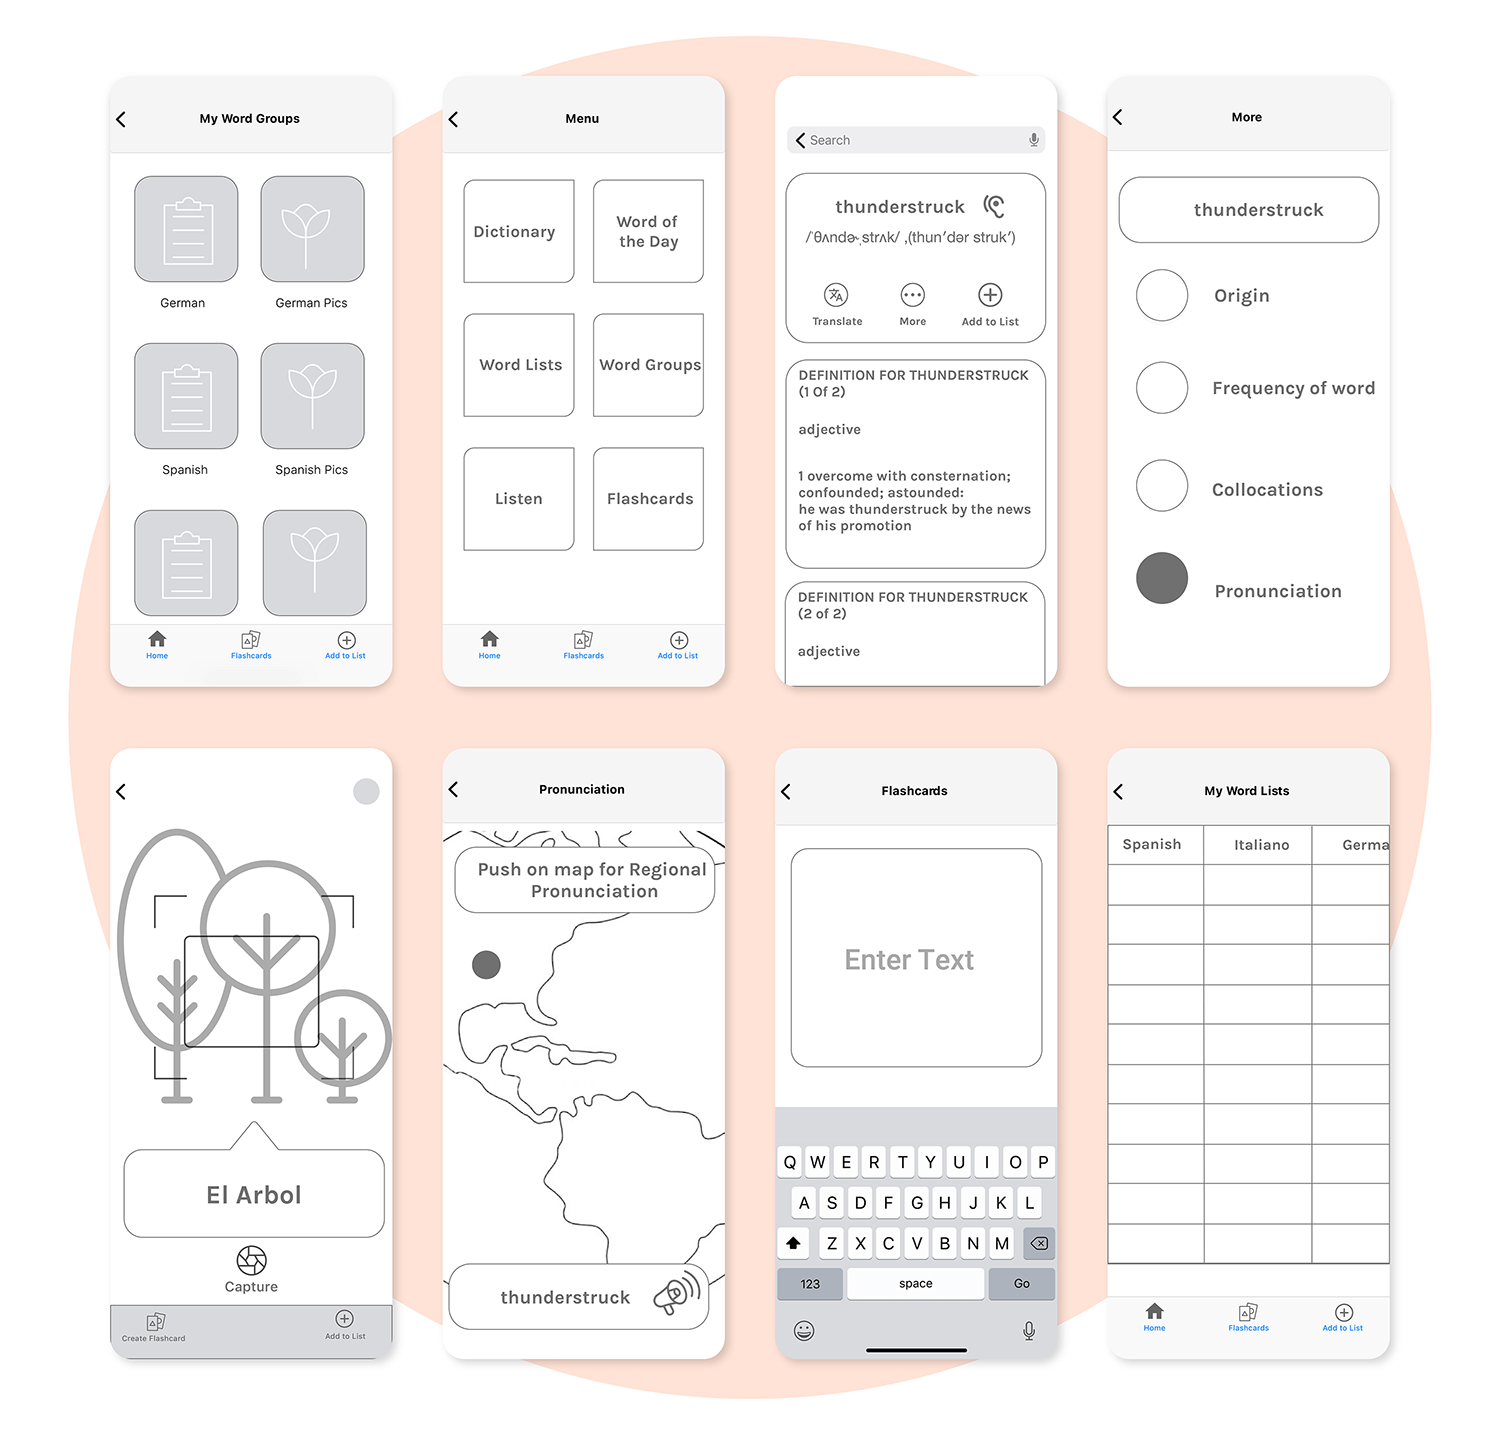 My Word Groups
German
German Pics
Spanish
Spanish Pics
Home
Flashcards
Add to List
Menu
Dictionary
Word of
the Day
Word Lists
Word Groups
Listen
Flashcards
Home
Flashcards
Add to List
Search
thunderstruck
/ˈθʌndɚˌstrʌk/ ,(thun′dər struk′)
Translate
More
Add to List
DEFINITION FOR THUNDERSTRUCK
(1 Of 2)
adjective
1 overcome with consternation;
confounded; astounded:
he was thunderstruck by the news
of his promotion
DEFINITION FOR THUNDERSTRUCK
(2 of 2)
adjective
More
thunderstruck
Origin
Frequency of word
Collocations
Pronunciation
El Arbol
Capture
Create Flashcard
Add to List
Pronunciation
Push on map for Regional
Pronunciation
thunderstruck
Flashcards
Enter Text
Q W E R T Y U I O P
A S D F G H J K L
Z X C V B N M
123 space Go
My Word Lists
Spanish Italiano Germa
Home
Flashcards
Add to List